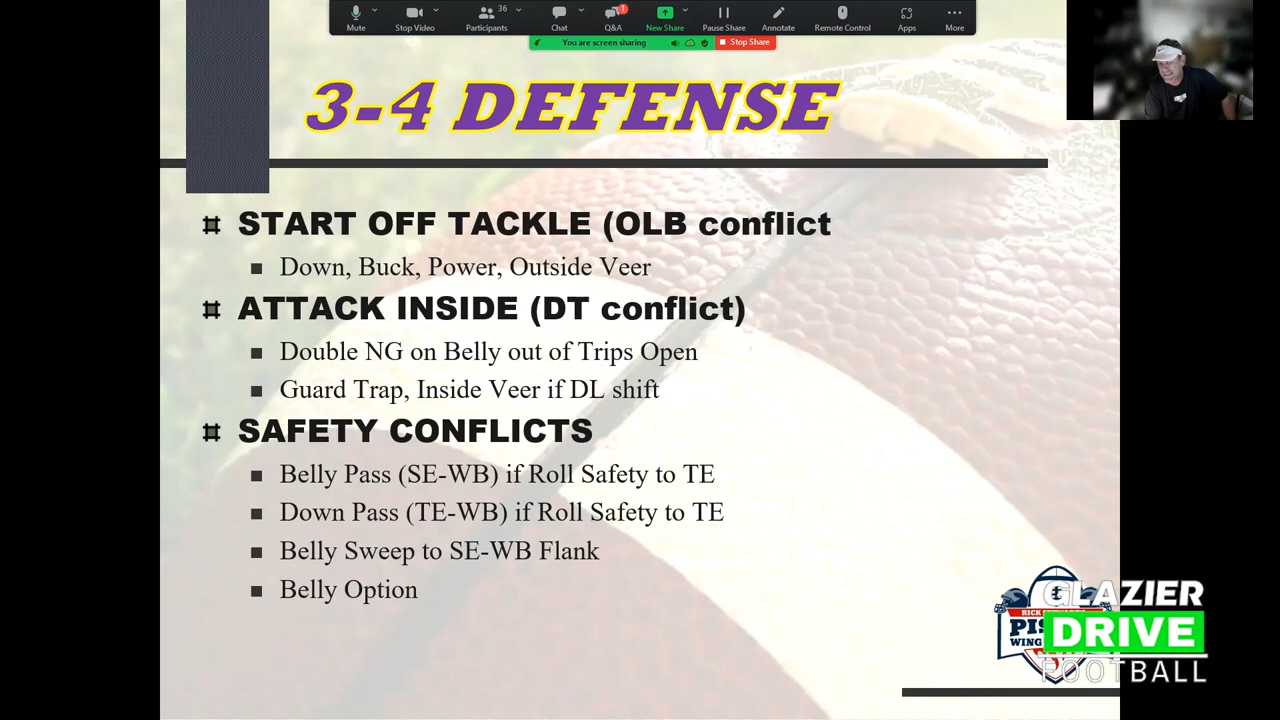 Mute
Stop Video
Participants
36
Chat
Q&A
1
New Share
Pause Share
Annotate
Remote Control
Apps
More
You are screen sharing
Stop Share
3-4 DEFENSE
START OFF TACKLE (OLB conflict
Down, Buck, Power, Outside Veer
ATTACK INSIDE (DT conflict)
Double NG on Belly out of Trips Open
Guard Trap, Inside Veer if DL shift
SAFETY CONFLICTS
Belly Pass (SE-WB) if Roll Safety to TE
Down Pass (TE-WB) if Roll Safety to TE
Belly Sweep to SE-WB Flank
Belly Option
RICK
WING
GLAZIER
DRIVE
FOOTBALL